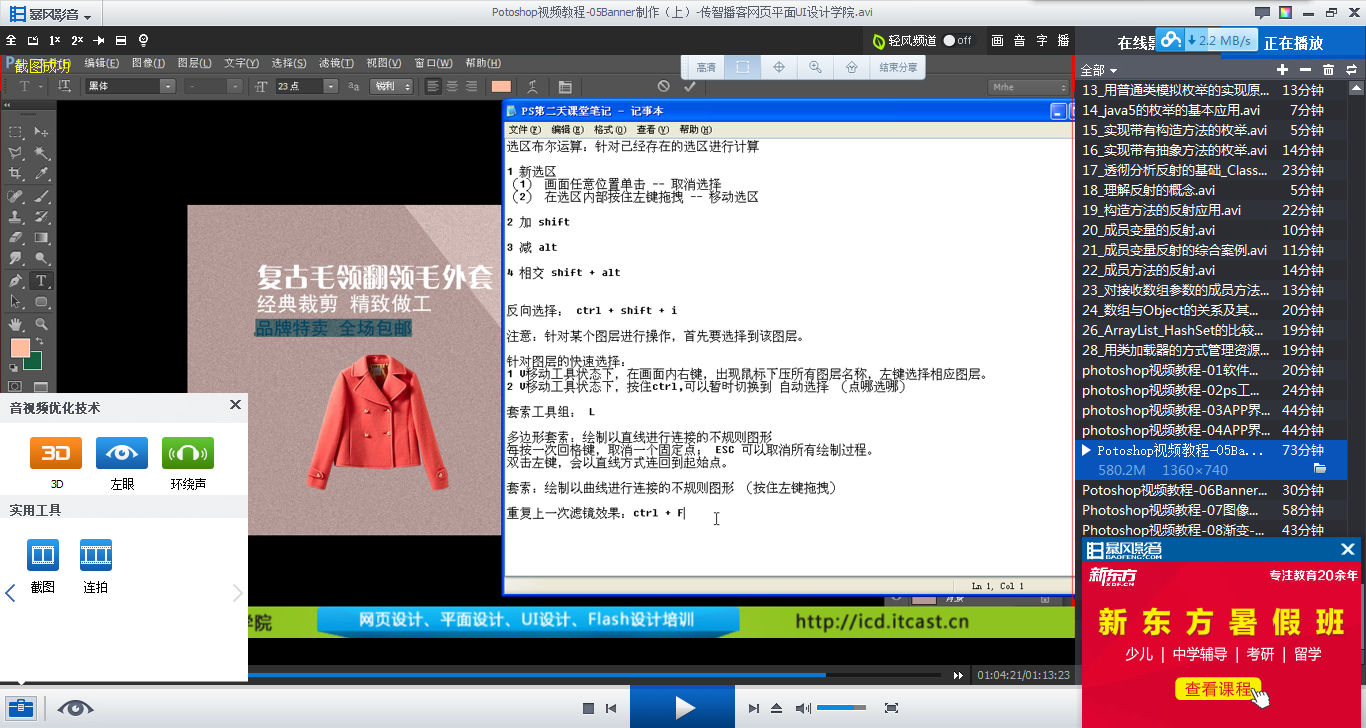 暴风影音
Potoshop视频教程-05Banner制作（上）-传智播客网页平面UI设计学院.avi
全 1× 2×
轻风频道 off 画 音 字 播
在线影
2.2 MB/s
正在播放
截图成功
编辑(E) 图像(I) 图层(L) 文字(Y) 选择(S) 滤镜(T) 视图(V) 窗口(W) 帮助(H)
高清 结束分享
T 黑体 23 点 锐利 Mrhe
全部
PS第二天课堂笔记 - 记事本
文件(F) 编辑(E) 格式(O) 查看(V) 帮助(H)
选区布尔运算：针对已经存在的选区进行计算
1 新选区
（1） 画面任意位置单击 -- 取消选择
（2） 在选区内部按住左键拖拽 -- 移动选区
2 加 shift
3 减 alt
4 相交 shift + alt
反向选择： ctrl + shift + i
注意：针对某个图层进行操作，首先要选择到该图层。
针对图层的快速选择：
1 V移动工具状态下，在画面内右键，出现鼠标下压所有图层名称，左键选择相应图层。
2 V移动工具状态下，按住ctrl,可以暂时切换到 自动选择 （点哪选哪）
套索工具组： L
多边形套索：绘制以直线进行连接的不规则图形
每按一次回格键，取消一个固定点； ESC 可以取消所有绘制过程。
双击左键，会以直线方式连回到起始点。
套索：绘制以曲线进行连接的不规则图形 （按住左键拖拽）
重复上一次滤镜效果：ctrl + F
Ln 1, Col 1
复古毛领翻领毛外套
经典裁剪 精致做工
品牌特卖 全场包邮
背景
学院
网页设计、平面设计、UI设计、Flash设计培训
http://icd.itcast.cn
音视频优化技术
3D
3D 左眼 环绕声
实用工具
截图 连拍
01:04:21/01:13:23
13_用普通类模拟枚举的实现原... 13分钟
14_java5的枚举的基本应用.avi 7分钟
15_实现带有构造方法的枚举.avi 5分钟
16_实现带有抽象方法的枚举.avi 14分钟
17_透彻分析反射的基础_Class... 23分钟
18_理解反射的概念.avi 5分钟
19_构造方法的反射应用.avi 22分钟
20_成员变量的反射.avi 10分钟
21_成员变量反射的综合案例.avi 11分钟
22_成员方法的反射.avi 14分钟
23_对接收数组参数的成员方法... 13分钟
24_数组与Object的关系及其... 20分钟
26_ArrayList_HashSet的比较... 19分钟
28_用类加载器的方式管理资源... 19分钟
photoshop视频教程-01软件... 20分钟
photoshop视频教程-02ps工... 24分钟
photoshop视频教程-03APP界... 44分钟
photoshop视频教程-04APP界... 44分钟
Potoshop视频教程-05Ba... 73分钟
580.2M 1360×740
Potoshop视频教程-06Banner... 30分钟
Photoshop视频教程-07图像... 58分钟
Photoshop视频教程-08渐变-... 43分钟
暴风影音
BAOFENG.COM
新东方
XDF.CN
专注教育20余年
新东方暑假班
少儿 | 中学辅导 | 考研 | 留学
查看课程